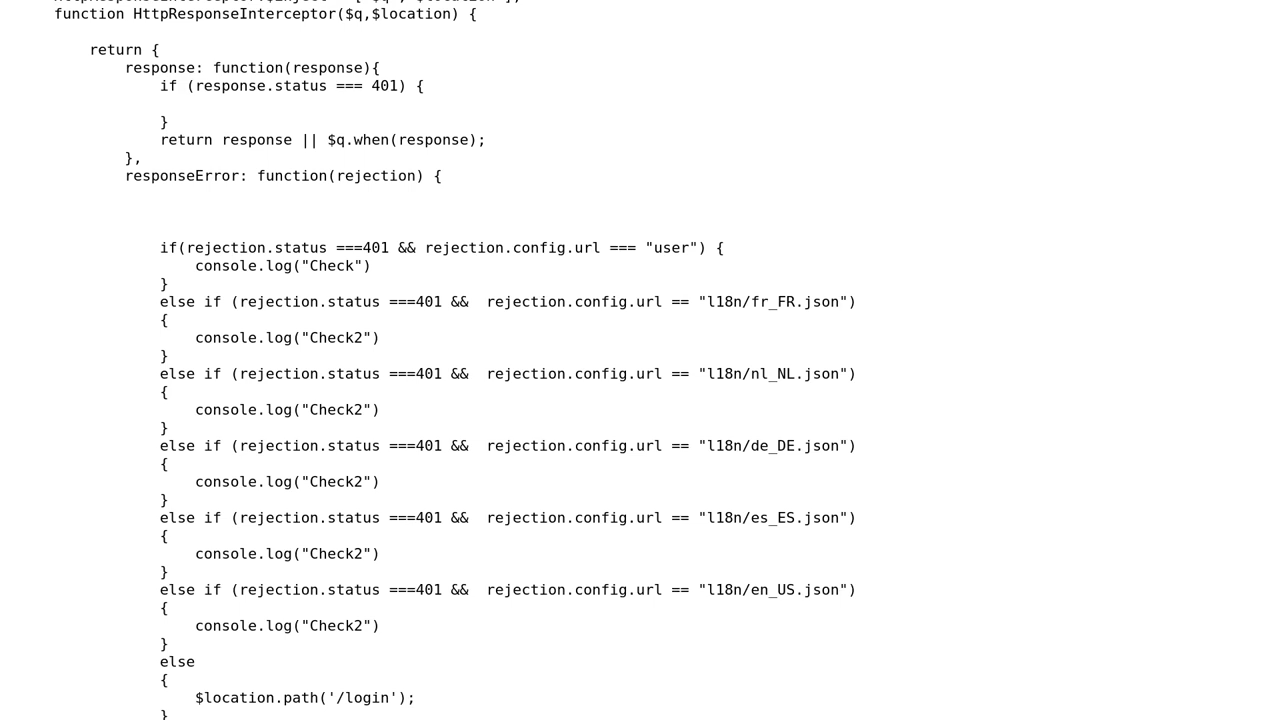 function HttpResponseInterceptor($q,$location) {
return {
response: function(response){
if (response.status === 401) {
}
return response || $q.when(response);
},
responseError: function(rejection) {
if(rejection.status ===401 && rejection.config.url === "user") {
console.log("Check")
}
else if (rejection.status ===401 &&  rejection.config.url == "l18n/fr_FR.json")
{
console.log("Check2")
}
else if (rejection.status ===401 &&  rejection.config.url == "l18n/nl_NL.json")
{
console.log("Check2")
}
else if (rejection.status ===401 &&  rejection.config.url == "l18n/de_DE.json")
{
console.log("Check2")
}
else if (rejection.status ===401 &&  rejection.config.url == "l18n/es_ES.json")
{
console.log("Check2")
}
else if (rejection.status ===401 &&  rejection.config.url == "l18n/en_US.json")
{
console.log("Check2")
}
else
{
$location.path('/login');
}